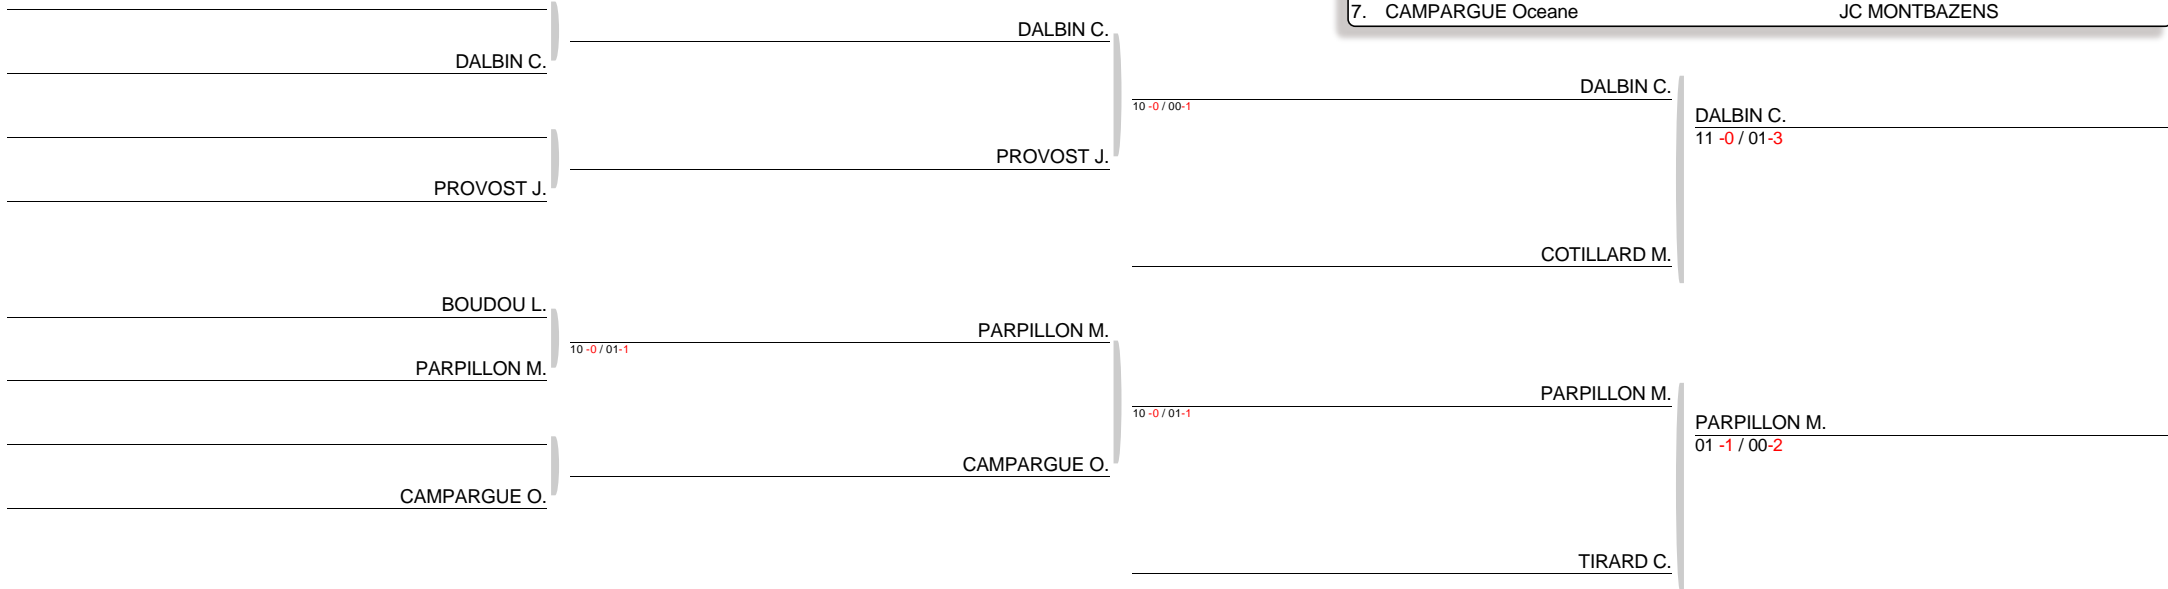 7. CAMPARGUE Oceane JC MONTBAZENS
DALBIN C.
DALBIN C.
DALBIN C.
10 -0 / 00-1
DALBIN C.
11 -0 / 01-3
PROVOST J.
PROVOST J.
COTILLARD M.
BOUDOU L.
PARPILLON M.
10 -0 / 01-1
PARPILLON M.
PARPILLON M.
10 -0 / 01-1
PARPILLON M.
01 -1 / 00-2
CAMPARGUE O.
CAMPARGUE O.
TIRARD C.